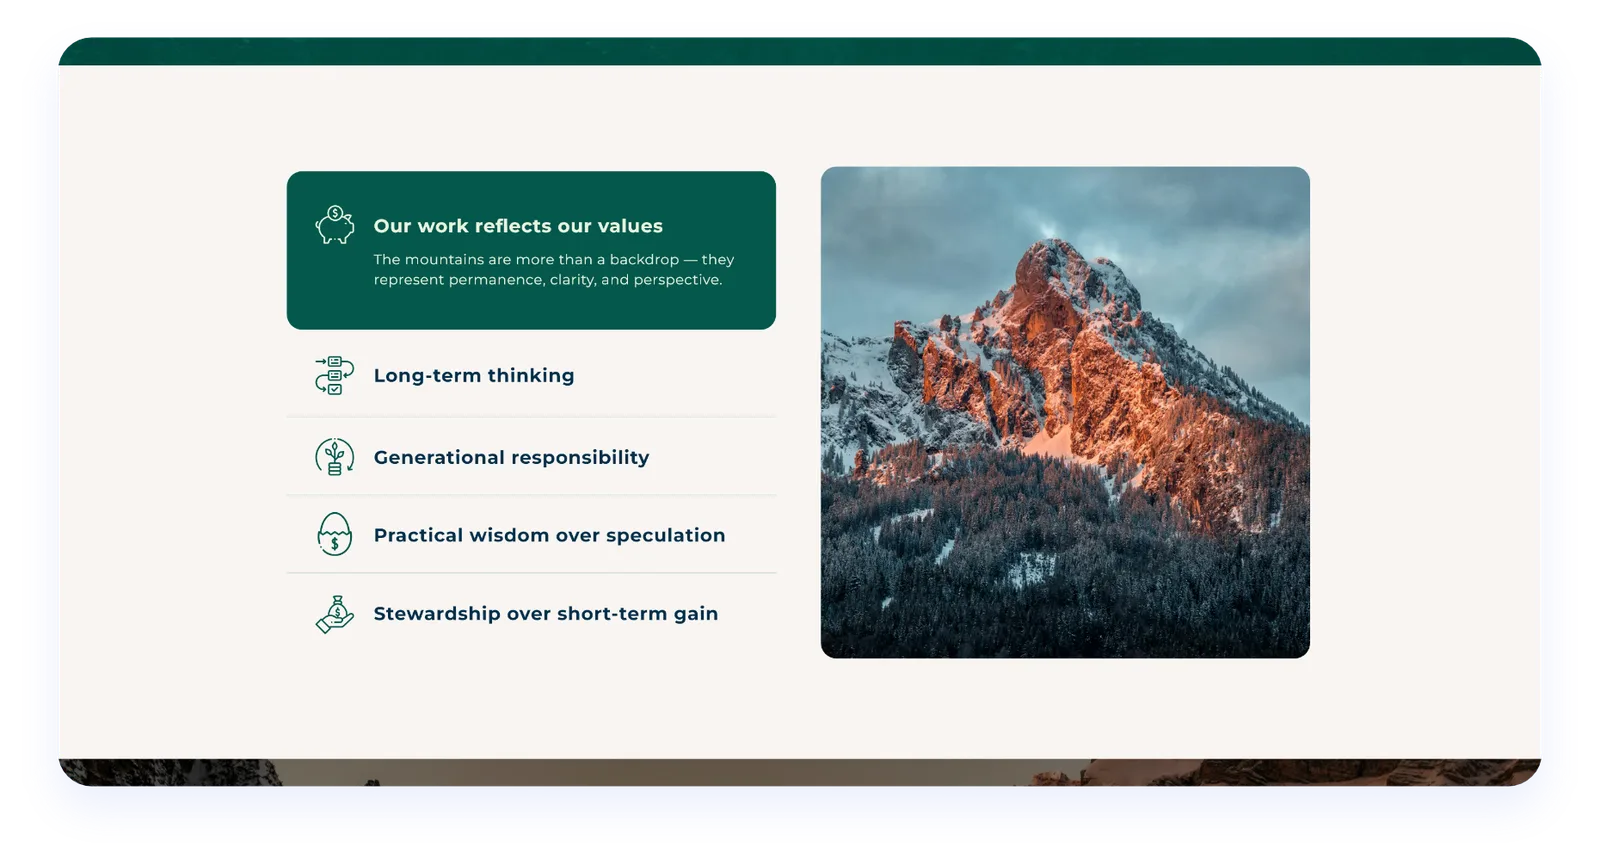 Our work reflects our values
The mountains are more than a backdrop — they
represent permanence, clarity, and perspective.
Long-term thinking
Generational responsibility
Practical wisdom over speculation
Stewardship over short-term gain